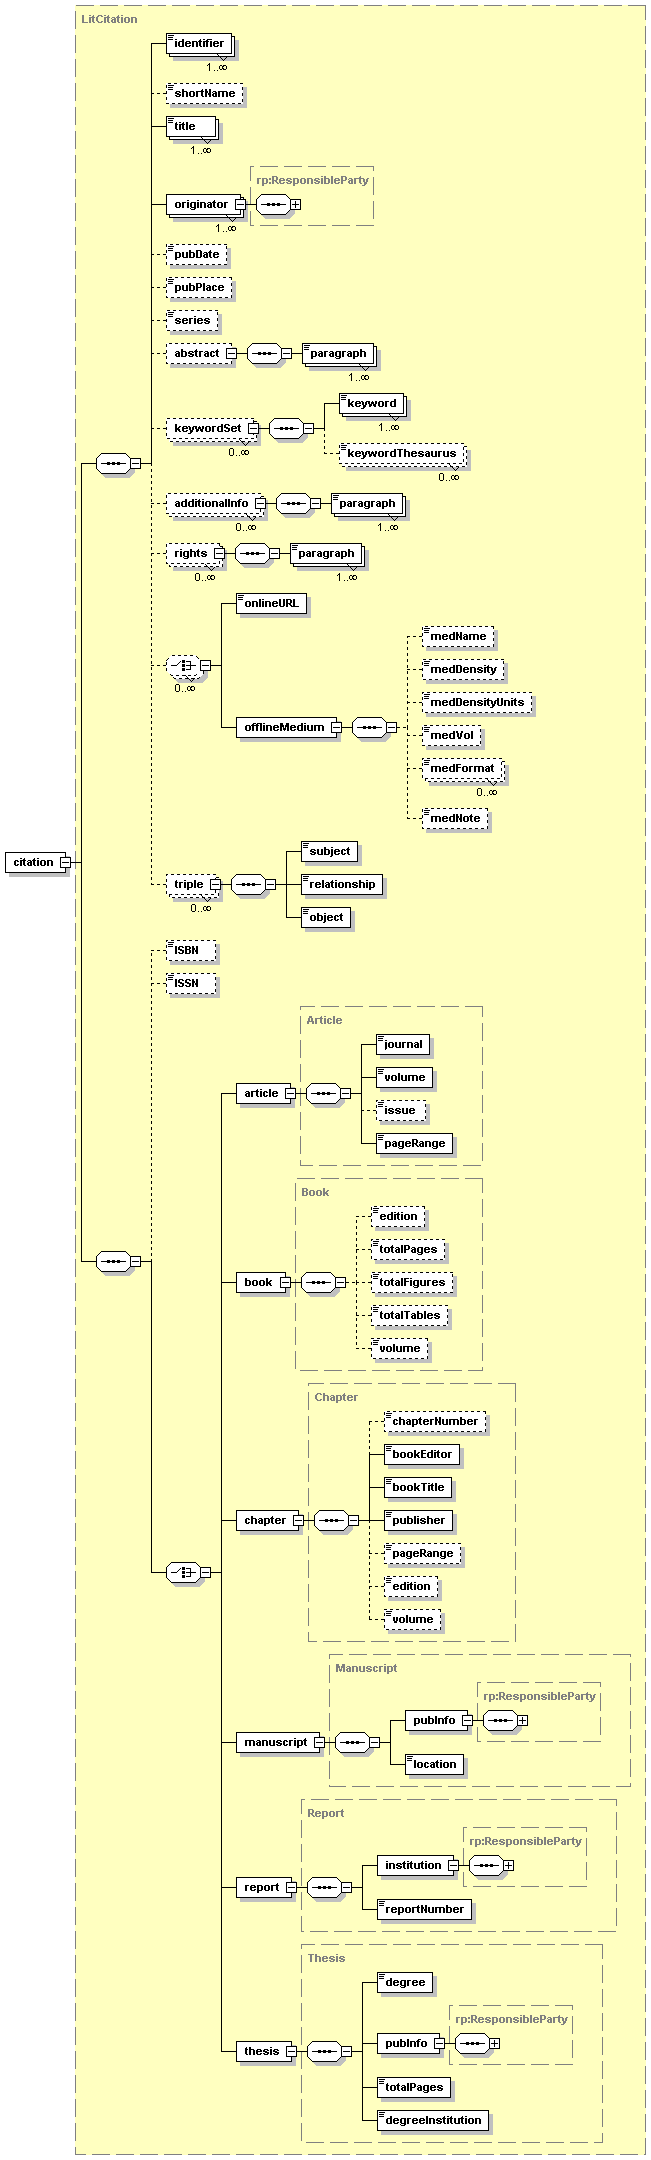 LitCitation
identifier
1..∞
shortName
title
1..∞
rp:ResponsibleParty
originator
1..∞
pubDate
pubPlace
series
abstract
paragraph
1..∞
keyword
1..∞
keywordSet
0..∞
keywordThesaurus
0..∞
additionalInfo
0..∞
paragraph
1..∞
rights
0..∞
paragraph
1..∞
onlineURL
0..∞
offlineMedium
medName
medDensity
medDensityUnits
medVol
medFormat
0..∞
medNote
citation
triple
0..∞
subject
relationship
object
ISBN
ISSN
Article
article
journal
volume
issue
pageRange
Book
book
edition
totalPages
totalFigures
totalTables
volume
Chapter
chapter
chapterNumber
bookEditor
bookTitle
publisher
pageRange
edition
volume
Manuscript
manuscript
rp:ResponsibleParty
pubInfo
location
Report
report
rp:ResponsibleParty
institution
reportNumber
Thesis
thesis
degree
rp:ResponsibleParty
pubInfo
totalPages
degreeInstitution